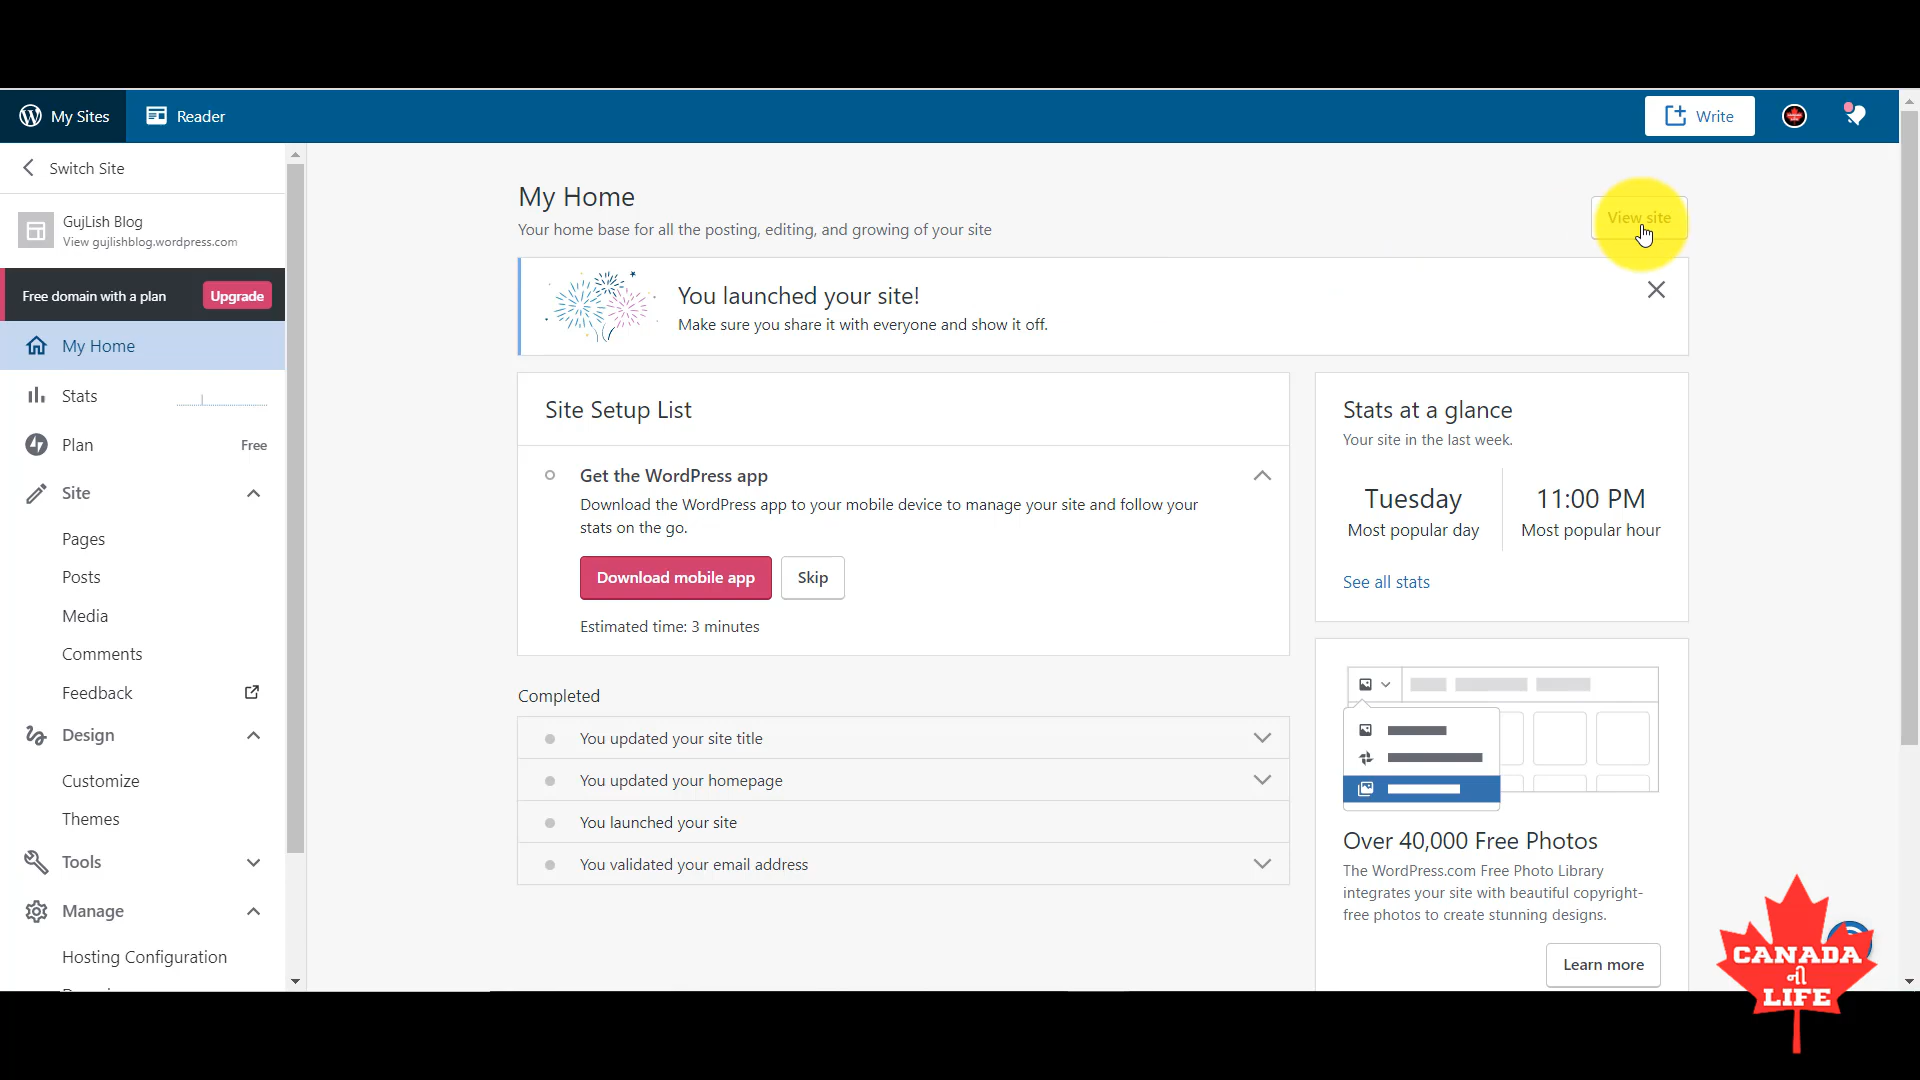 My Sites
Reader
Write
Switch Site
GujLish Blog
View gujlishblog.wordpress.com
Free domain with a plan
Upgrade
My Home
Stats
Plan
Free
Site
Pages
Posts
Media
Comments
Feedback
Design
Customize
Themes
Tools
Manage
Hosting Configuration
My Home
Your home base for all the posting, editing, and growing of your site
View site
You launched your site!
Make sure you share it with everyone and show it off.
Site Setup List
Get the WordPress app
Download the WordPress app to your mobile device to manage your site and follow your
stats on the go.
Download mobile app
Skip
Estimated time: 3 minutes
Completed
You updated your site title
You updated your homepage
You launched your site
You validated your email address
Stats at a glance
Your site in the last week.
Tuesday
Most popular day
11:00 PM
Most popular hour
See all stats
Over 40,000 Free Photos
The WordPress.com Free Photo Library
integrates your site with beautiful copyright-
free photos to create stunning designs.
Learn more
CANADA
ની
LIFE